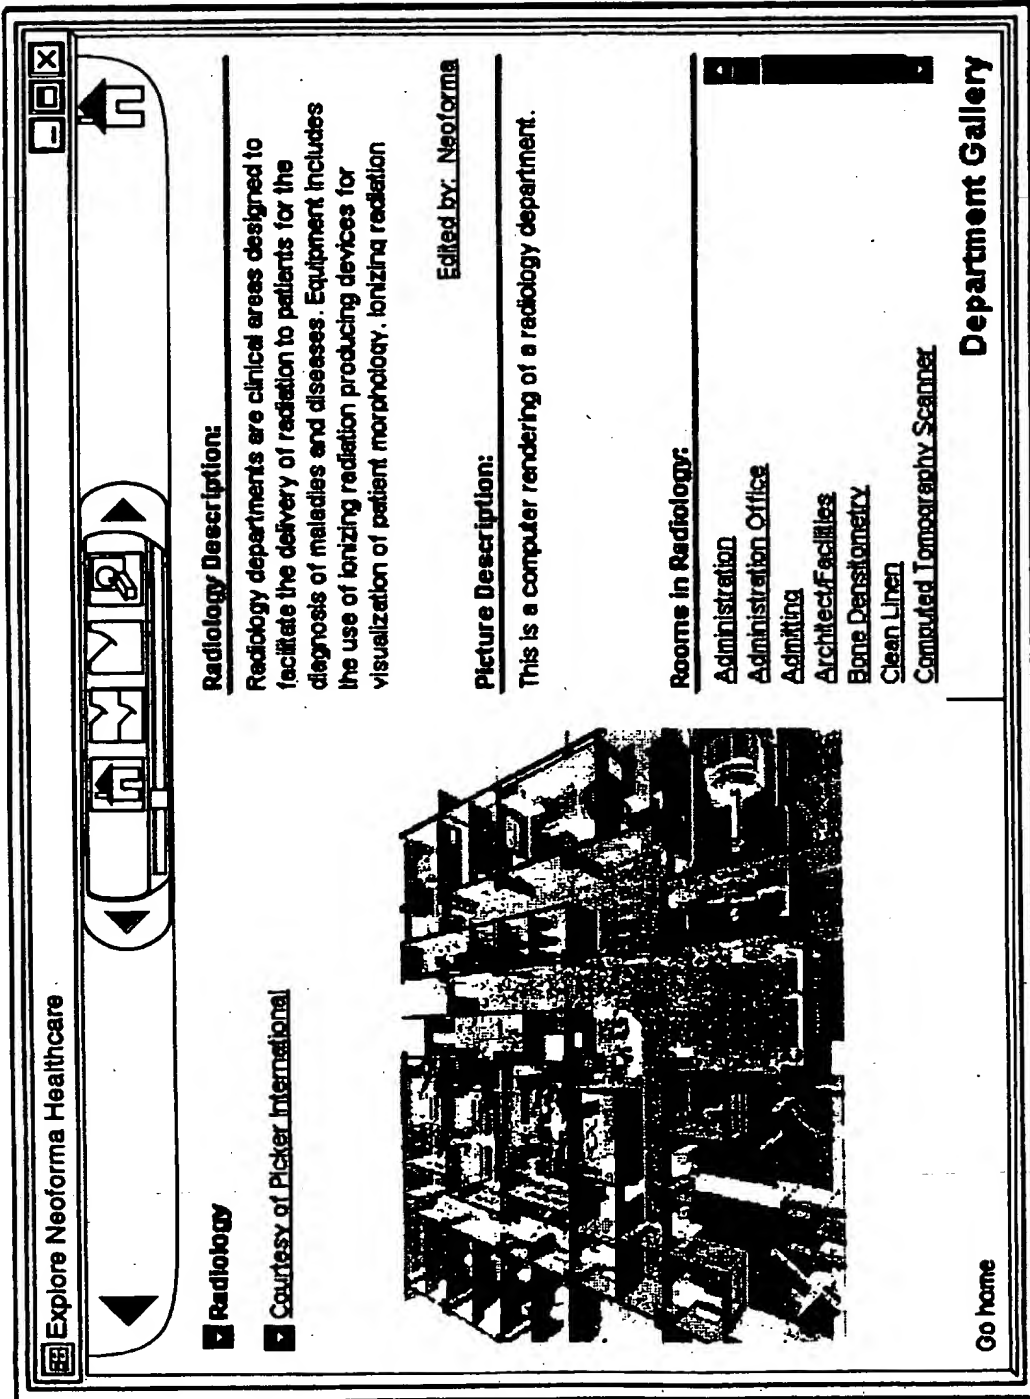 Explore Neoforma Healthcare
Radiology
Courtesy of Picker International
Radiology Description:
Radiology departments are clinical areas designed to
facilitate the delivery of radiation to patients for the
diagnosis of maladies and diseases. Equipment includes
the use of ionizing radiation producing devices for
visualization of patient morphology. Ionizing radiation
Edited by: Neoforma
Picture Description:
This is a computer rendering of a radiology department.
Rooms in Radiology:
Administration
Administration Office
Admitting
Architect/Facilities
Bone Densitometry
Clean Linen
Computed Tomography Scanner
Go home
Department Gallery